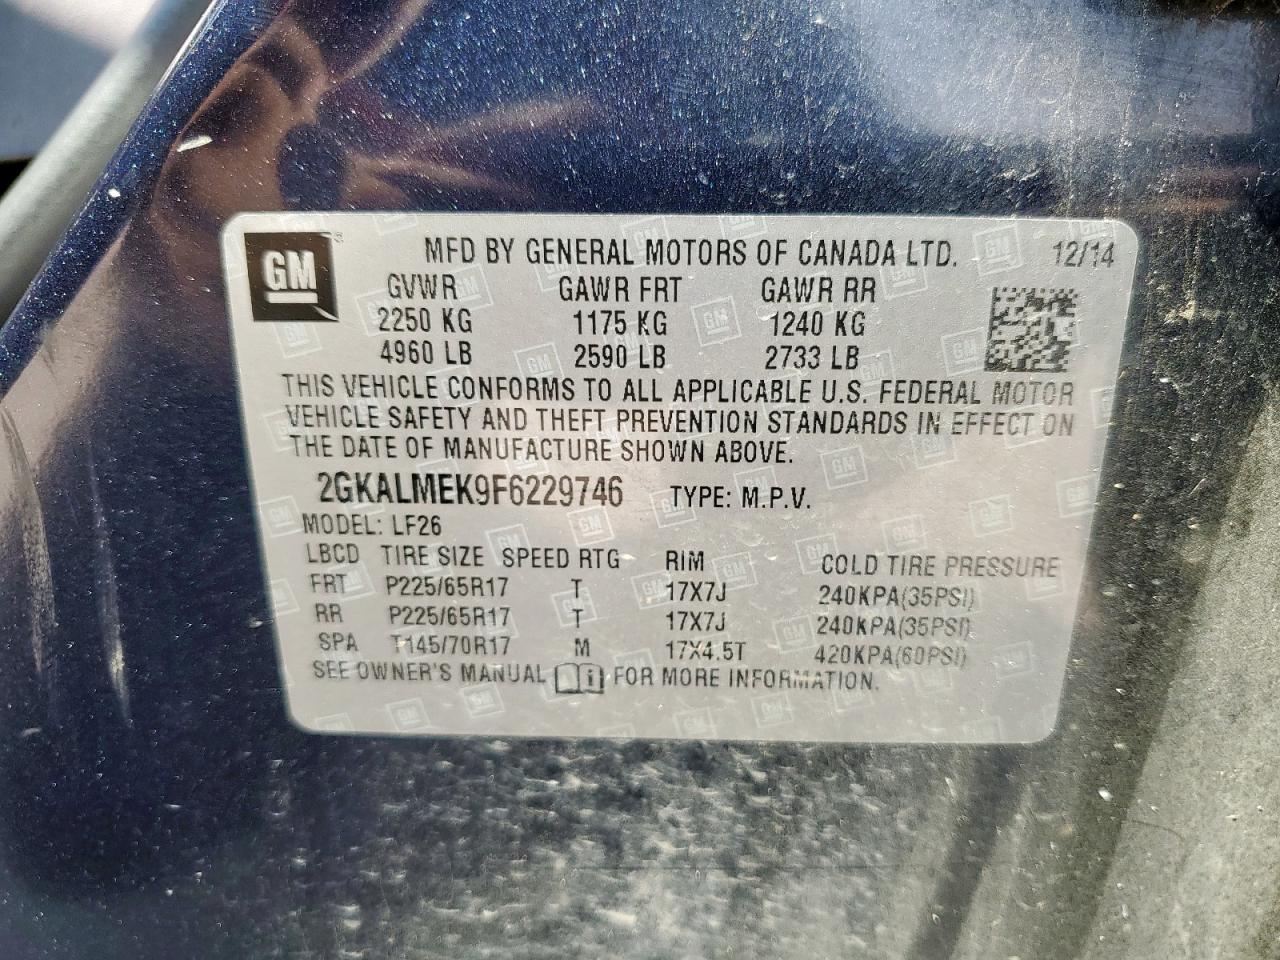 GM ® MFD BY GENERAL MOTORS OF CANADA LTD. 12/14
GVWR GAWR FRT GAWR RR
2250 KG 1175 KG 1240 KG
4960 LB 2590 LB 2733 LB
THIS VEHICLE CONFORMS TO ALL APPLICABLE U.S. FEDERAL MOTOR
VEHICLE SAFETY AND THEFT PREVENTION STANDARDS IN EFFECT ON
THE DATE OF MANUFACTURE SHOWN ABOVE.
2GKALMEK9F6229746 TYPE: M.P.V.
MODEL: LF26
LBCD TIRE SIZE SPEED RTG RIM COLD TIRE PRESSURE
FRT P225/65R17 T 17X7J 240KPA(35PSI)
RR P225/65R17 T 17X7J 240KPA(35PSI)
SPA T145/70R17 M 17X4.5T 420KPA(60PSI)
SEE OWNER'S MANUAL i FOR MORE INFORMATION.